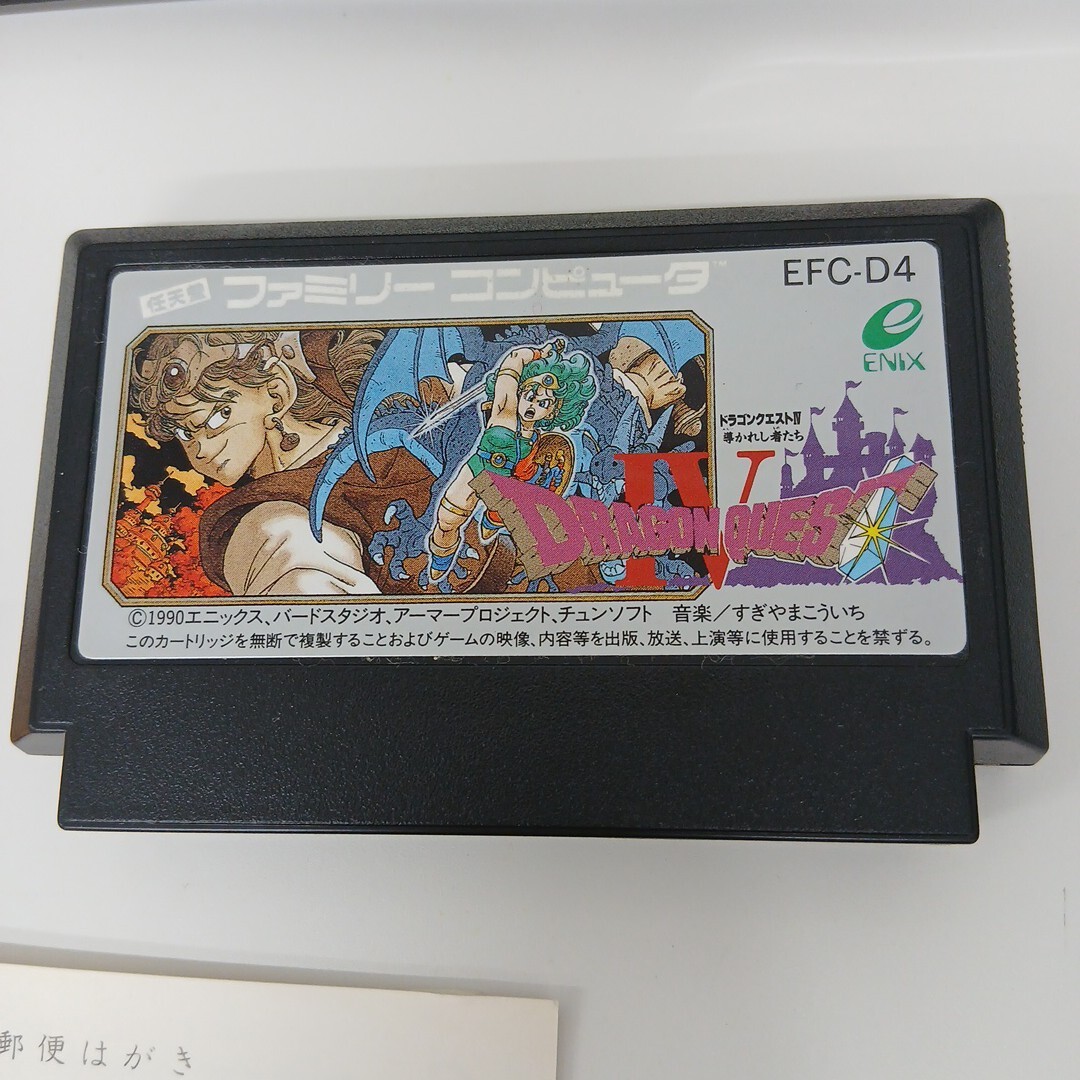 任天堂 ファミリー コンピュータ™
EFC-D4
ENIX
ドラゴンクエストIV
導かれし者たち
IV
DRAGON QUEST
©1990エニックス、バードスタジオ、アーマープロジェクト、チュンソフト 音楽／すぎやまこういち
このカートリッジを無断で複製することおよびゲームの映像、内容等を出版、放送、上演等に使用することを禁ずる。
郵便はがき